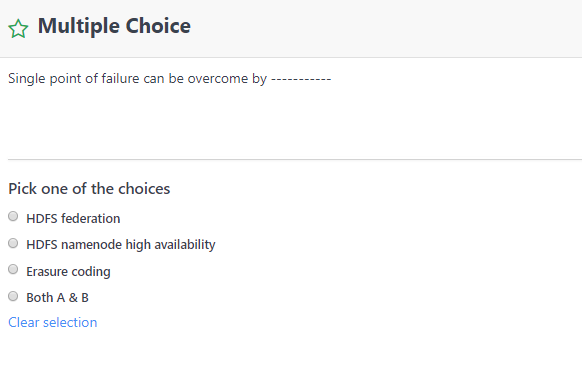 Multiple Choice
Single point of failure can be overcome by -----------
Pick one of the choices
HDFS federation
HDFS namenode high availability
Erasure coding
Both A & B
Clear selection